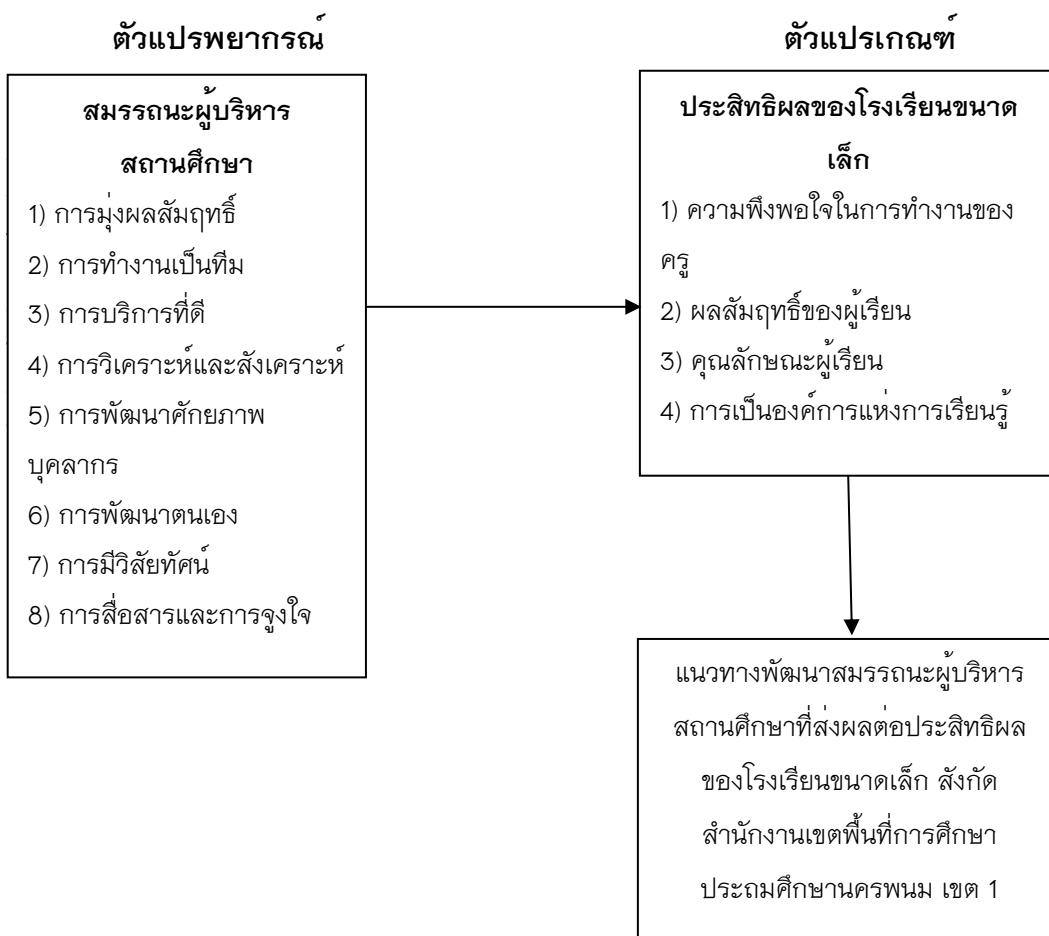 ตัวแปรพยากรณ์
สมรรถนะผู้บริหาร
สถานศึกษา
1) การมุ่งผลสัมฤทธิ์
2) การทำงานเป็นทีม
3) การบริการที่ดี
4) การวิเคราะห์และสังเคราะห์
5) การพัฒนาศักยภาพ
บุคลากร
6) การพัฒนาตนเอง
7) การมีวิสัยทัศน์
8) การสื่อสารและการจูงใจ
ตัวแปรเกณฑ์
ประสิทธิผลของโรงเรียนขนาด
เล็ก
1) ความพึงพอใจในการทำงานของ
ครู
2) ผลสัมฤทธิ์ของผู้เรียน
3) คุณลักษณะผู้เรียน
4) การเป็นองค์การแห่งการเรียนรู้
แนวทางพัฒนาสมรรถนะผู้บริหาร
สถานศึกษาที่ส่งผลต่อประสิทธิผล
ของโรงเรียนขนาดเล็ก สังกัด
สำนักงานเขตพื้นที่การศึกษา
ประถมศึกษานครพนม เขต 1